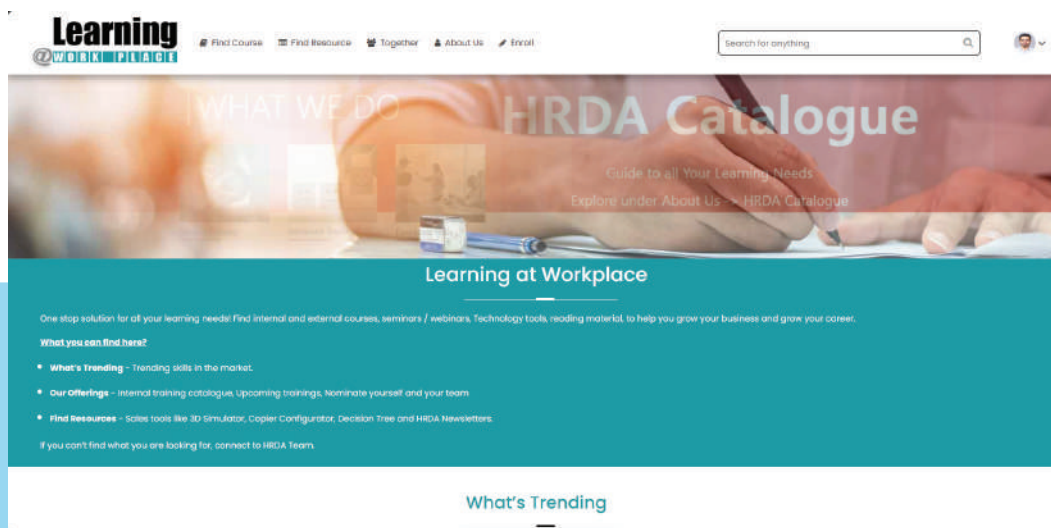 Learning
@WORK PLACE
Find Course Find Resource Together About Us Enroll
Search for anything
WHAT WE DO
HRDA Catalogue
Guide to all Your Learning Needs
Explore under About Us -> HRDA Catalogue
Learning at Workplace
One stop solution for all your learning needs! Find internal and external courses, seminars / webinars, Technology tools, reading material, to help you grow your business and grow your career.
What you can find here?
• What's Trending - Trending skills in the market.
• Our Offerings - Internal training catalogue, Upcoming trainings, Nominate yourself and your team
• Find Resources - Sales tools like 3D Simulator, Copier Configurator, Decision Tree and HRDA Newsletters.
If you can't find what you are looking for, connect to HRDA Team.
What's Trending